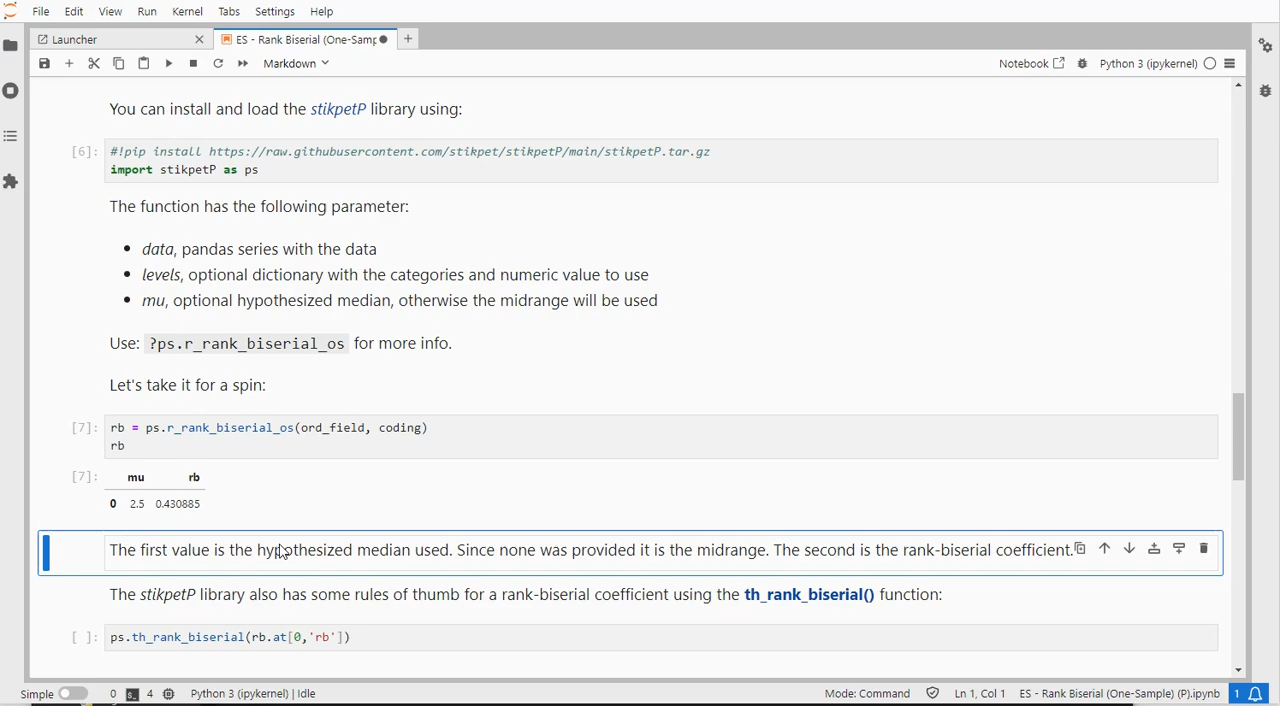 File Edit View Run Kernel Tabs Settings Help
Launcher ES - Rank Biserial (One-Samp
Markdown Notebook Python 3 (ipykernel)
You can install and load the stikpetP library using:
[6]: #!pip install https://raw.githubusercontent.com/stikpet/stikpetP/main/stikpetP.tar.gz
import stikpetP as ps
The function has the following parameter:
• data, pandas series with the data
• levels, optional dictionary with the categories and numeric value to use
• mu, optional hypothesized median, otherwise the midrange will be used
Use: ?ps.r_rank_biserial_os for more info.
Let's take it for a spin:
[7]: rb = ps.r_rank_biserial_os(ord_field, coding)
rb
[7]: mu rb
0 2.5 0.430885
The first value is the hypothesized median used. Since none was provided it is the midrange. The second is the rank-biserial coefficient.
The stikpetP library also has some rules of thumb for a rank-biserial coefficient using the th_rank_biserial() function:
[ ]: ps.th_rank_biserial(rb.at[0,'rb'])
Simple 0 4 Python 3 (ipykernel) | Idle Mode: Command Ln 1, Col 1 ES - Rank Biserial (One-Sample) (P).ipynb 1